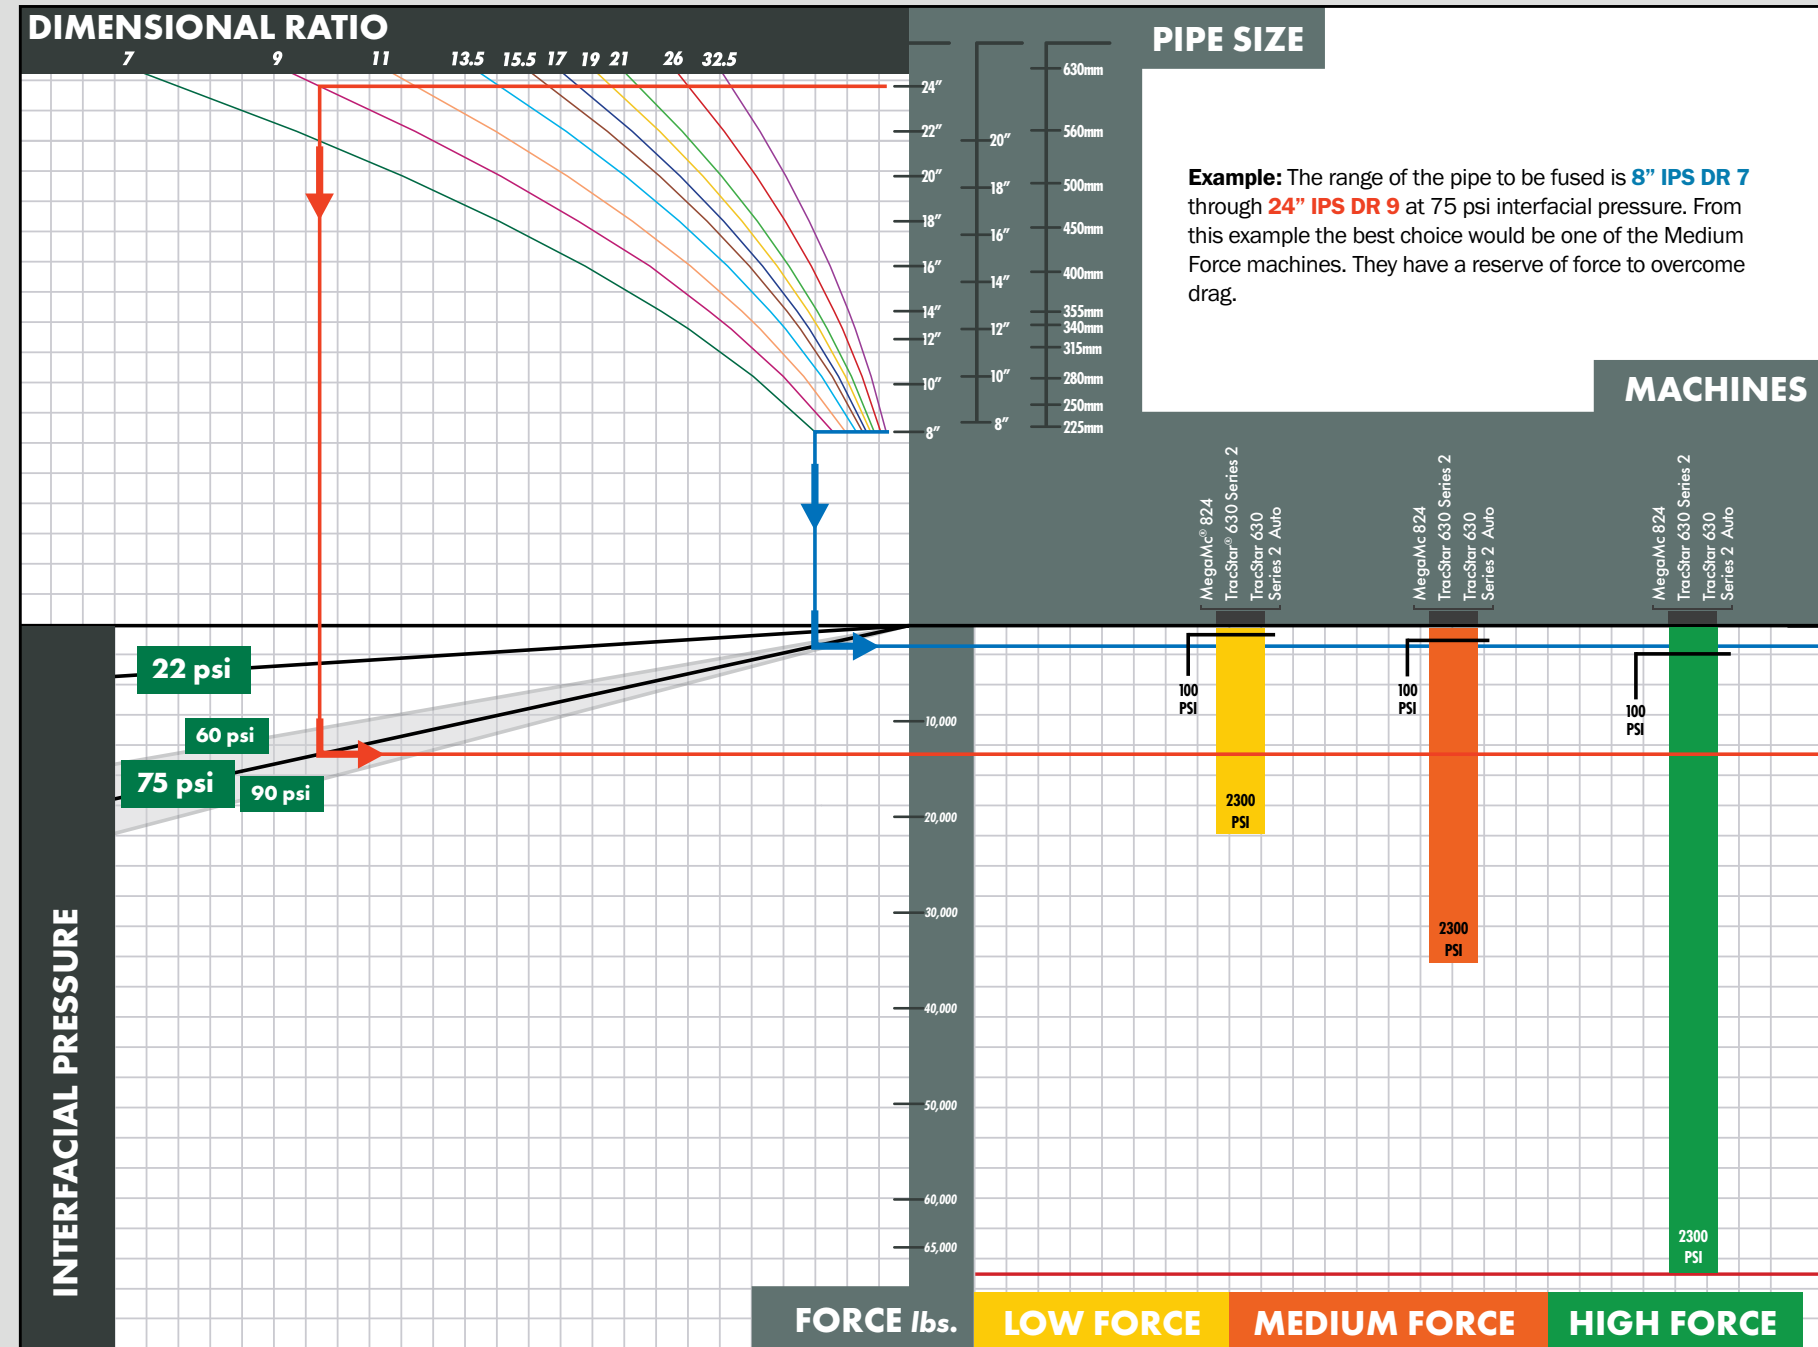 DIMENSIONAL RATIO
7 9 11 13.5 15.5 17 19 21 26 32.5
PIPE SIZE
24″
22″
20″
18″
16″
14″
12″
10″
8″
20″
18″
16″
14″
12″
10″
8″
630mm
560mm
500mm
450mm
400mm
355mm
340mm
315mm
280mm
250mm
225mm
Example: The range of the pipe to be fused is 8” IPS DR 7
through 24” IPS DR 9 at 75 psi interfacial pressure. From
this example the best choice would be one of the Medium
Force machines. They have a reserve of force to overcome
drag.
MACHINES
MegaMc® 824
TracStar® 630 Series 2
TracStar 630
Series 2 Auto
MegaMc 824
TracStar 630 Series 2
TracStar 630
Series 2 Auto
MegaMc 824
TracStar 630 Series 2
TracStar 630
Series 2 Auto
INTERFACIAL PRESSURE
22 psi
60 psi
75 psi
90 psi
10,000
20,000
30,000
40,000
50,000
60,000
65,000
100
PSI
2300
PSI
100
PSI
2300
PSI
100
PSI
2300
PSI
FORCE lbs.
LOW FORCE
MEDIUM FORCE
HIGH FORCE